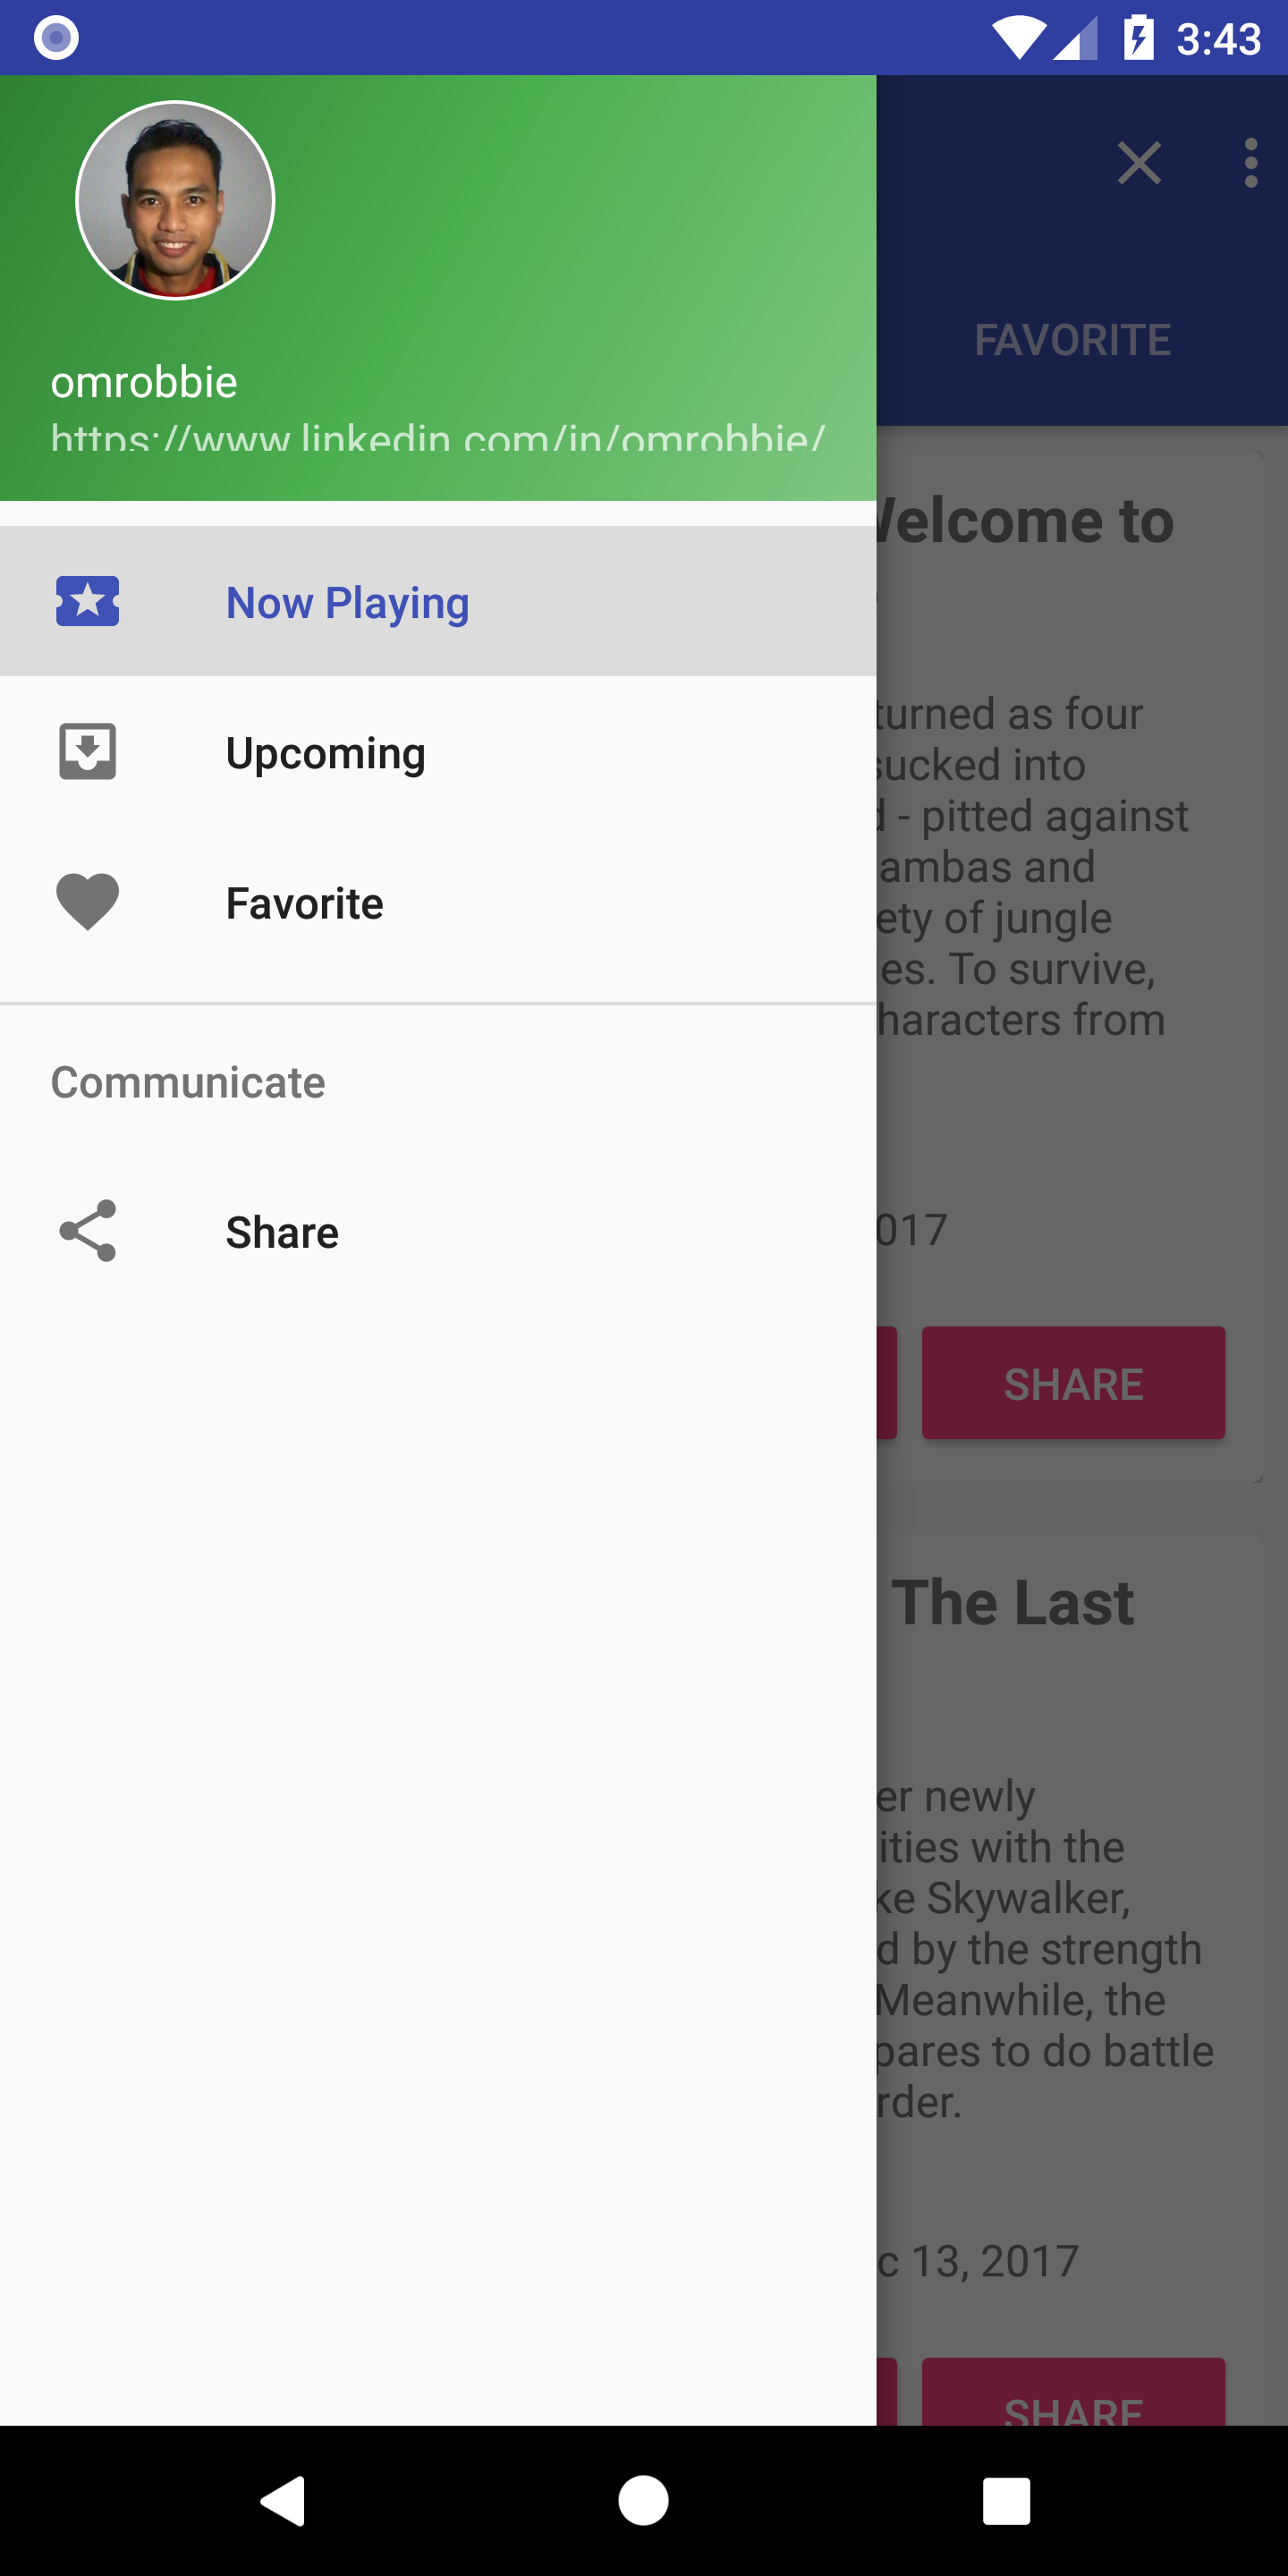 3:43
omrobbie
https://www.linkedin.com/in/omrobbie/
Now Playing
Upcoming
Favorite
Communicate
Share
FAVORITE
Welcome to
turned as four
sucked into
- pitted against
ambas and
ety of jungle
es. To survive,
haracters from
017
SHARE
The Last
er newly
ities with the
ke Skywalker,
d by the strength
Meanwhile, the
pares to do battle
rder.
c 13, 2017
SHARE